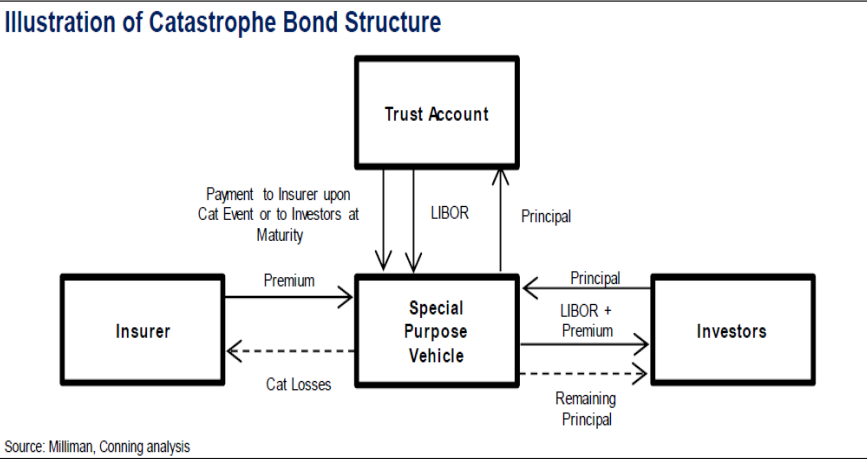 Illustration of Catastrophe Bond Structure
Trust Account
Payment to Insurer upon
Cat Event or to Investors at
Maturity
LIBOR
Principal
Insurer
Premium
Cat Losses
Special
Purpose
Vehicle
Principal
LIBOR +
Premium
Remaining
Principal
Investors
Source: Milliman, Conning analysis